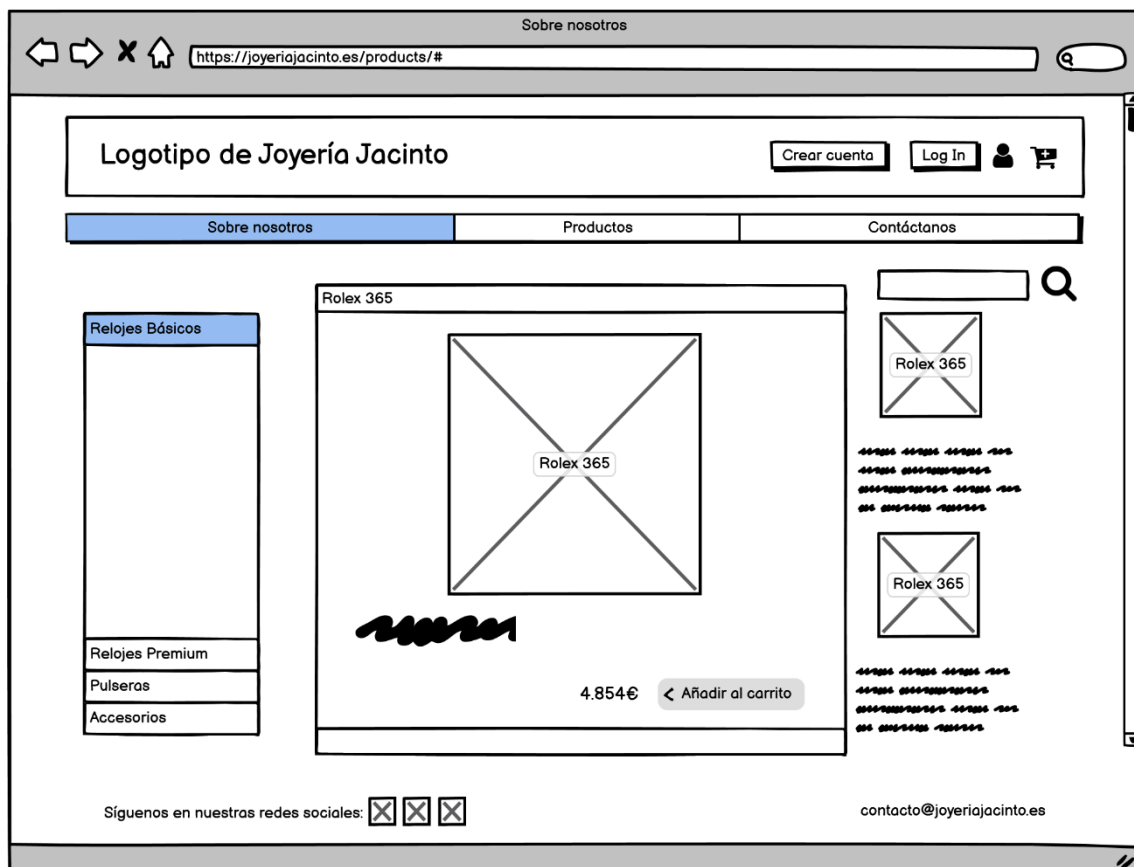 Sobre nosotros
https://joyeriajacinto.es/products/#
Logotipo de Joyería Jacinto
Crear cuenta
Log In
Sobre nosotros
Productos
Contáctanos
Relojes Básicos
Relojes Premium
Pulseras
Accesorios
Rolex 365
Rolex 365
4.854€
Añadir al carrito
Rolex 365
Rolex 365
Síguenos en nuestras redes sociales:
contacto@joyeriajacinto.es